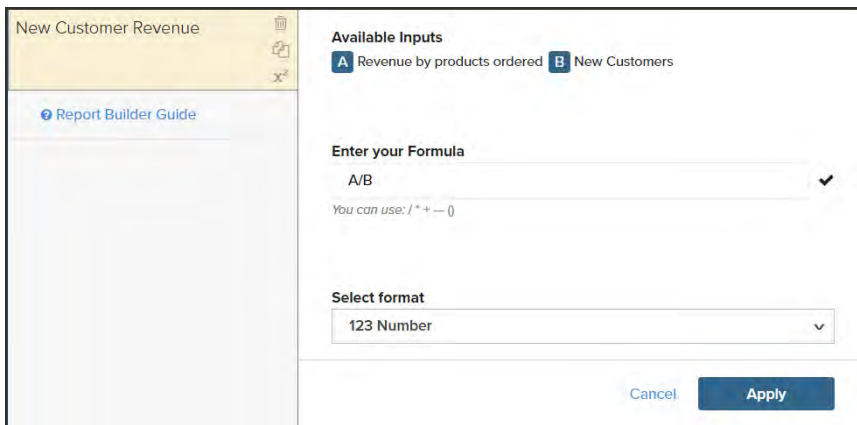 New Customer Revenue
x²
Report Builder Guide
Available Inputs
A Revenue by products ordered B New Customers
Enter your Formula
A/B
You can use: / * + — ()
Select format
123 Number
Cancel Apply